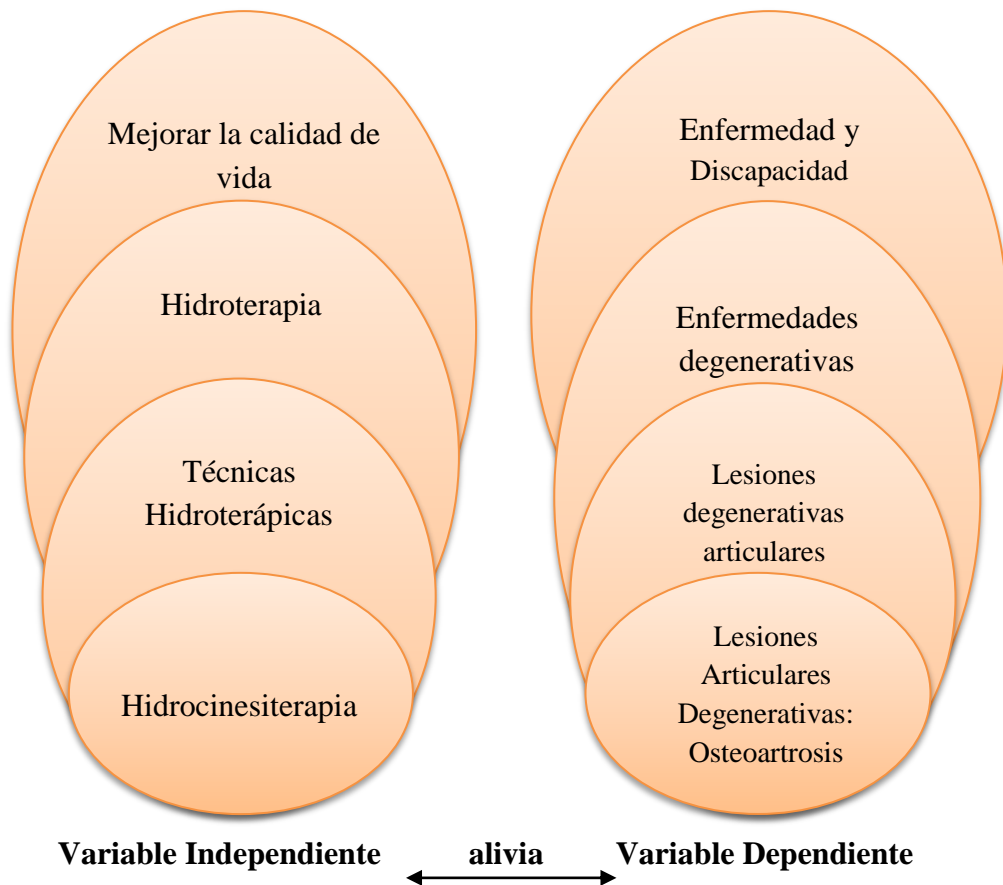 Mejorar la calidad de
vida
Hidroterapia
Técnicas
Hidroterápicas
Hidrocinesiterapia
Enfermedad y
Discapacidad
Enfermedades
degenerativas
Lesiones
degenerativas
articulares
Lesiones
Articulares
Degenerativas:
Osteoartrosis
Variable Independiente alivia Variable Dependiente